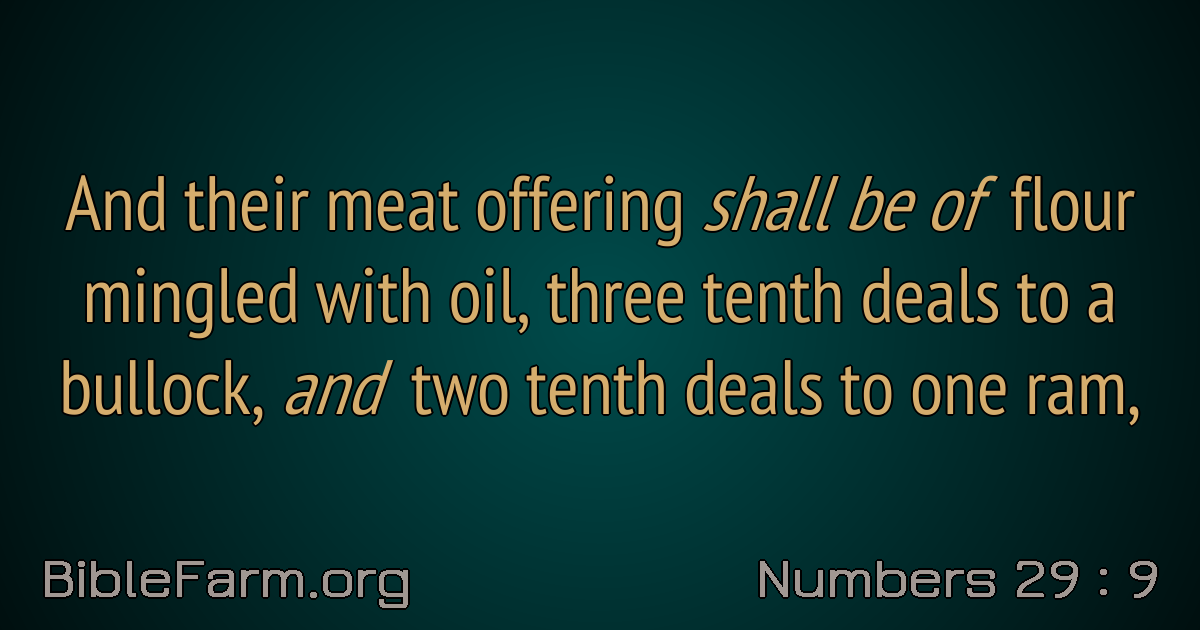 And their meat offering shall be of flour
mingled with oil, three tenth deals to a
bullock, and two tenth deals to one ram,
BibleFarm.org
Numbers 29 : 9